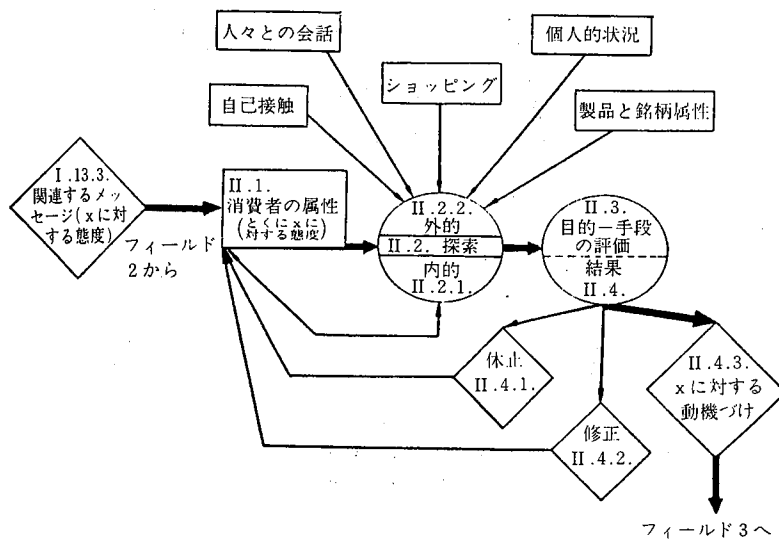 人々との会話
個人的状況
ショッピング
自己接触
製品と銘柄属性
I.13.3.
関連するメッ
セージ(xに対
する態度)
フィールド
2から
II.1.
消費者の属性
(とくにxに
対する態度)
II.2.2.
外的
II.2. 探索
内的
II.2.1.
II.3.
目的−手段
の評価
結果
II.4.
休止
II.4.1.
修正
II.4.2.
II.4.3.
xに対する
動機づけ
フィールド3へ